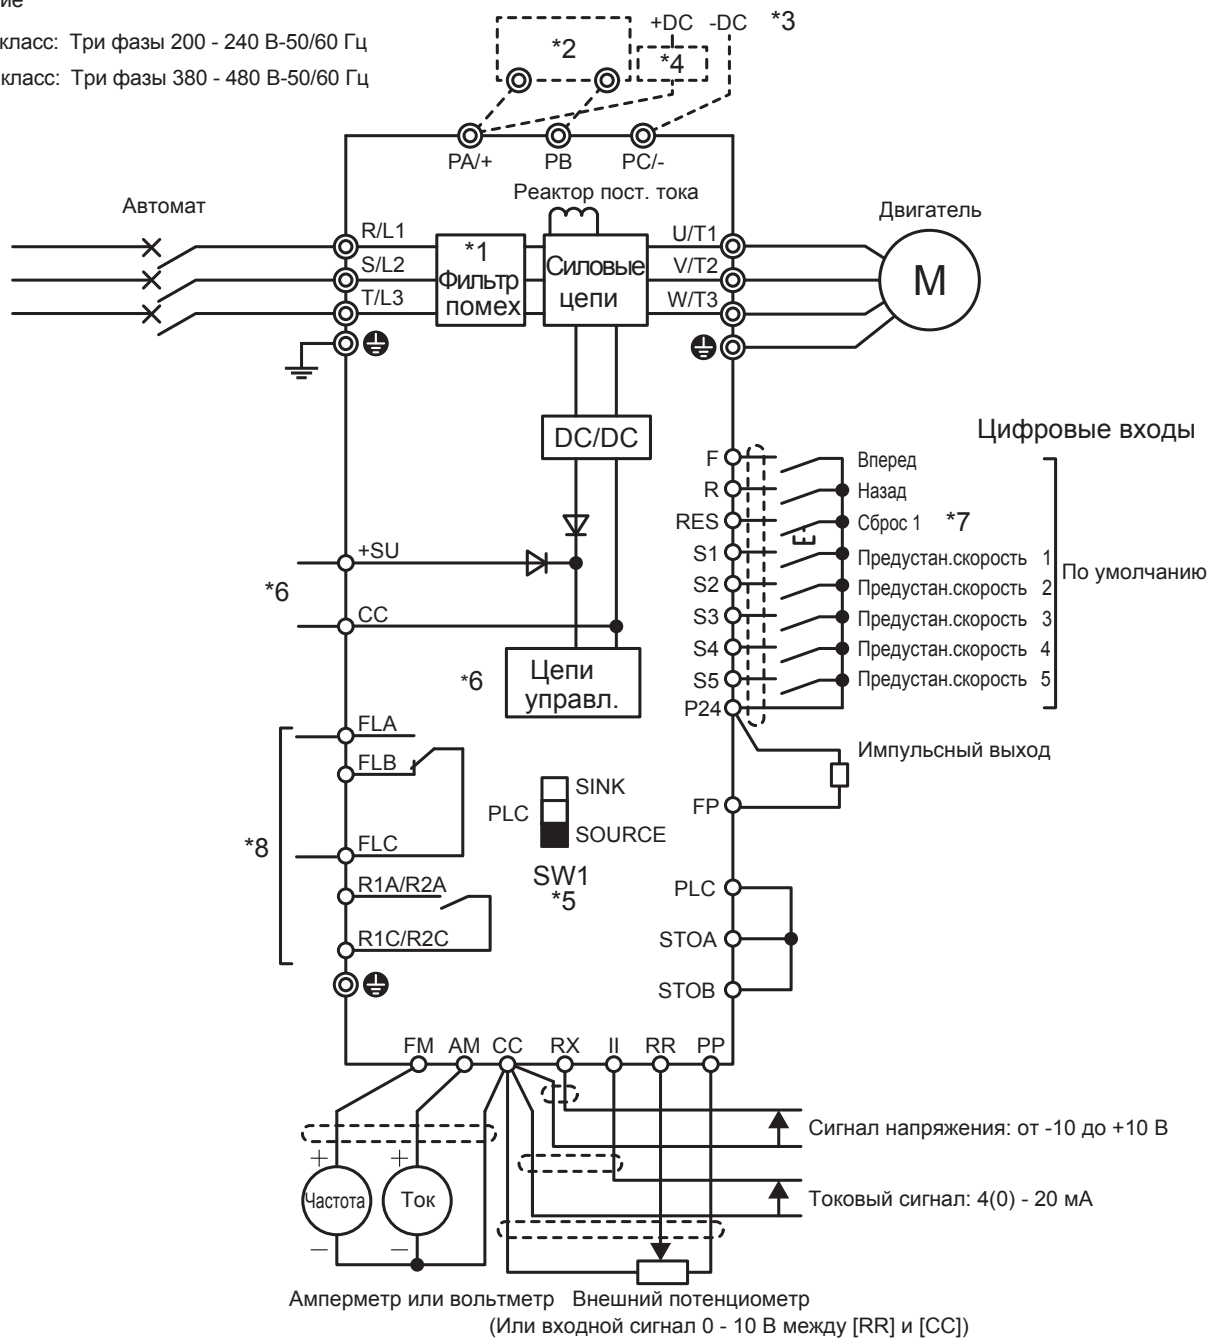 ие
класс: Три фазы 200 - 240 В-50/60 Гц
класс: Три фазы 380 - 480 В-50/60 Гц
*2
+DC -DC *3
*4
PA/+ PB PC/-
Реактор пост. тока
Автомат
Двигатель
R/L1
S/L2
T/L3
*1
Фильтр
помех
Силовые
цепи
U/T1
V/T2
W/T3
M
DC/DC
Цифровые входы
F Вперед
R Назад
RES Сброс 1 *7
S1 Предустан.скорость 1
S2 Предустан.скорость 2
S3 Предустан.скорость 3
S4 Предустан.скорость 4
S5 Предустан.скорость 5
P24
По умолчанию
+SU
*6
CC
*6
Цепи
управл.
Импульсный выход
FP
FLA
FLB
FLC
*8
R1A/R2A
R1C/R2C
PLC
SINK
SOURCE
SW1
*5
PLC
STOA
STOB
FM AM CC RX II RR PP
Сигнал напряжения: от -10 до +10 В
Токовый сигнал: 4(0) - 20 мА
+ +
Частота Ток
− −
Амперметр или вольтметр Внешний потенциометр
(Или входной сигнал 0 - 10 В между [RR] и [CC])